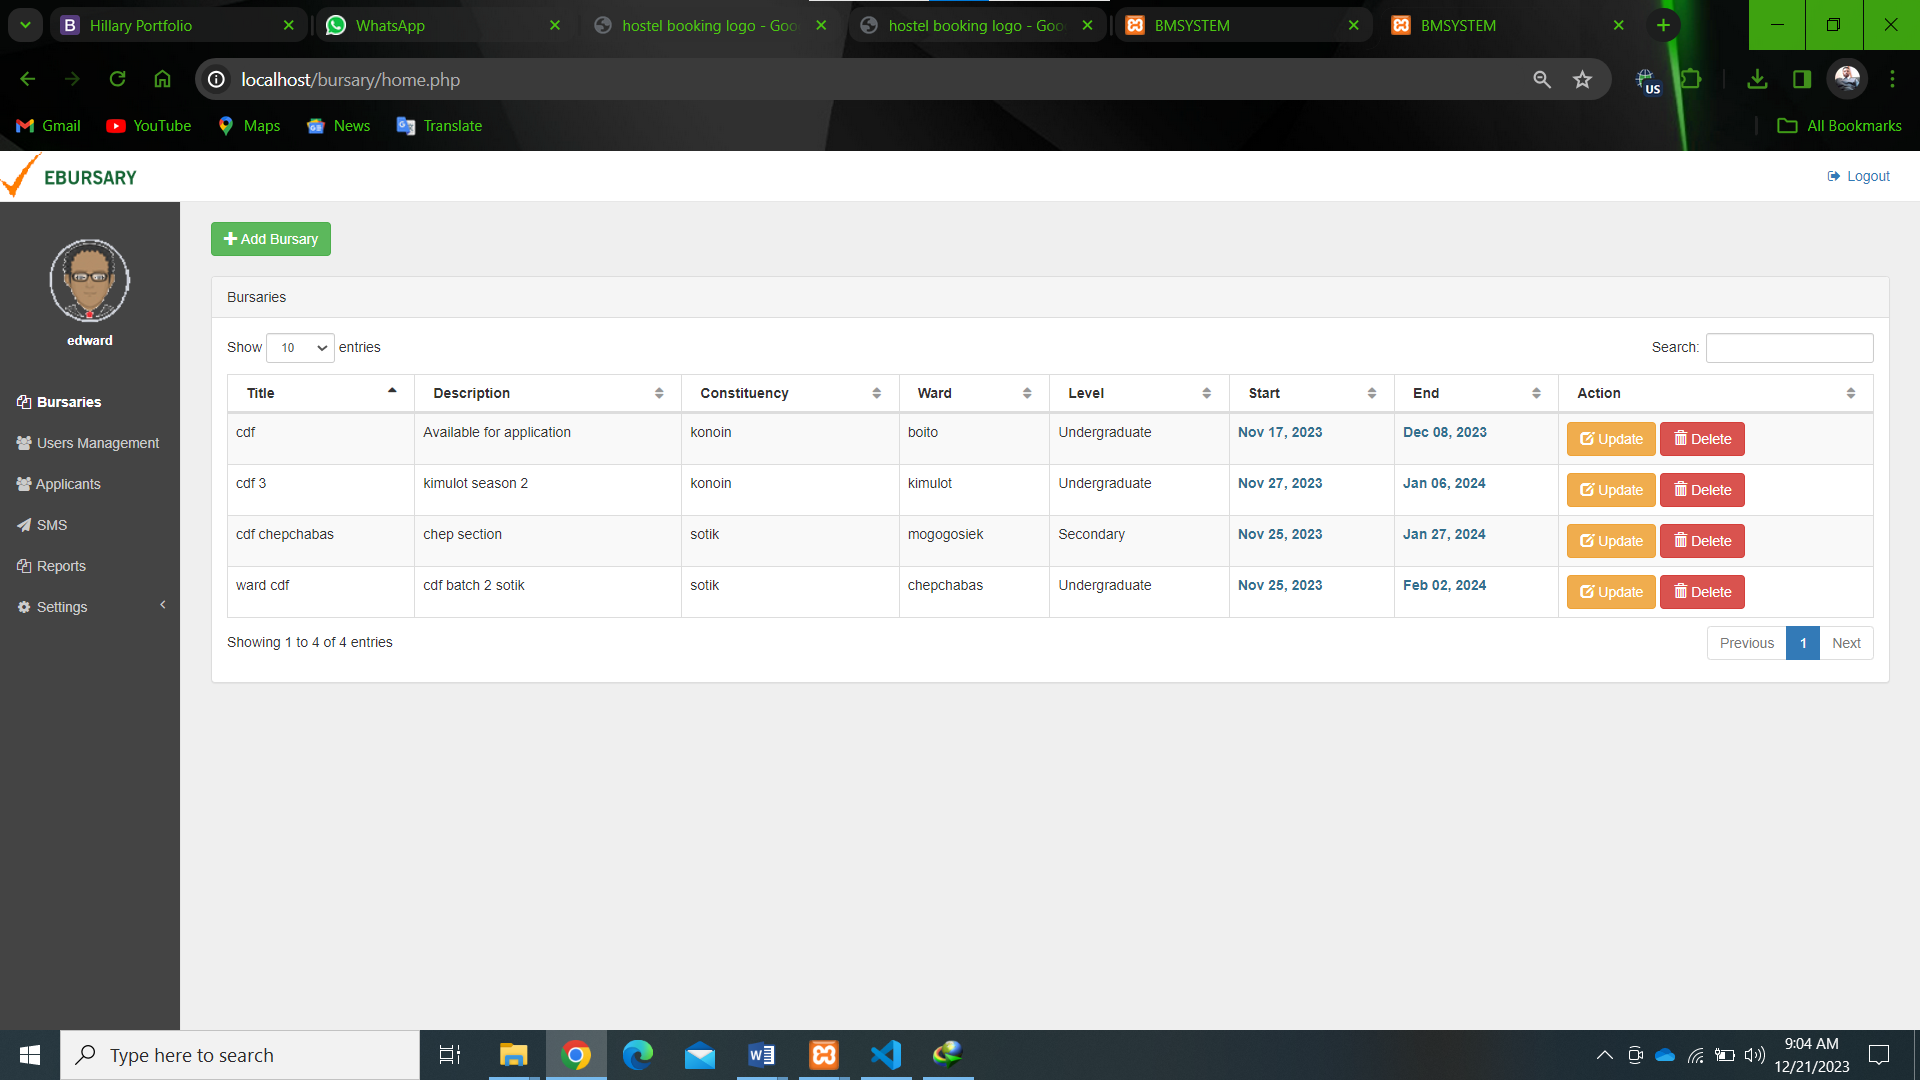 Hillary Portfolio
WhatsApp
hostel booking logo - Goo
hostel booking logo - Goo
BMSYSTEM
BMSYSTEM
localhost/bursary/home.php
US
Gmail
YouTube
Maps
News
Translate
All Bookmarks
EBURSARY
Logout
edward
Bursaries
Users Management
Applicants
SMS
Reports
Settings
Add Bursary
Bursaries
Show 10 entries
Search:
Title Description Constituency Ward Level Start End Action
cdf Available for application konoin boito Undergraduate Nov 17, 2023 Dec 08, 2023 Update Delete
cdf 3 kimulot season 2 konoin kimulot Undergraduate Nov 27, 2023 Jan 06, 2024 Update Delete
cdf chepchabas chep section sotik mogogosiek Secondary Nov 25, 2023 Jan 27, 2024 Update Delete
ward cdf cdf batch 2 sotik sotik chepchabas Undergraduate Nov 25, 2023 Feb 02, 2024 Update Delete
Showing 1 to 4 of 4 entries
Previous 1 Next
Type here to search
9:04 AM
12/21/2023